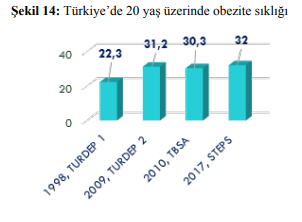 Şekil 14: Türkiye’de 20 yaş üzerinde obezite sıklığı
40
20
0
22,3
31,2
30,3
32
1998, TURDEP 1
2009, TURDEP 2
2010, TBSA
2017, STEPS